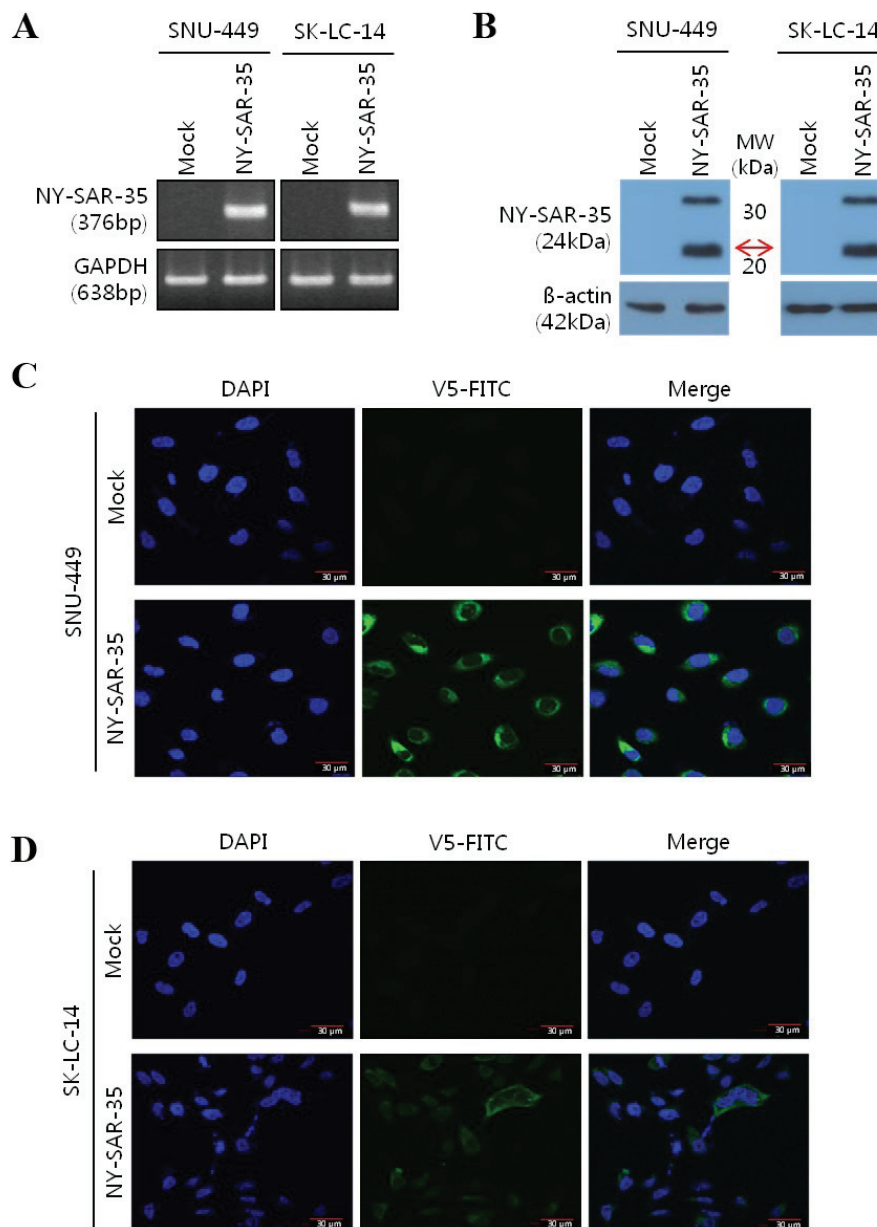 A
SNU-449 SK-LC-14
Mock NY-SAR-35 Mock NY-SAR-35
NY-SAR-35
(376bp)
GAPDH
(638bp)
B
SNU-449 SK-LC-14
Mock NY-SAR-35 MW
(kDa) Mock NY-SAR-35
NY-SAR-35
(24kDa)
30
20
ß-actin
(42kDa)
C
DAPI V5-FITC Merge
SNU-449
Mock
30 µm 30 µm 30 µm
NY-SAR-35
30 µm 30 µm 30 µm
D
DAPI V5-FITC Merge
SK-LC-14
Mock
30 µm 30 µm 30 µm
NY-SAR-35
30 µm 30 µm 30 µm